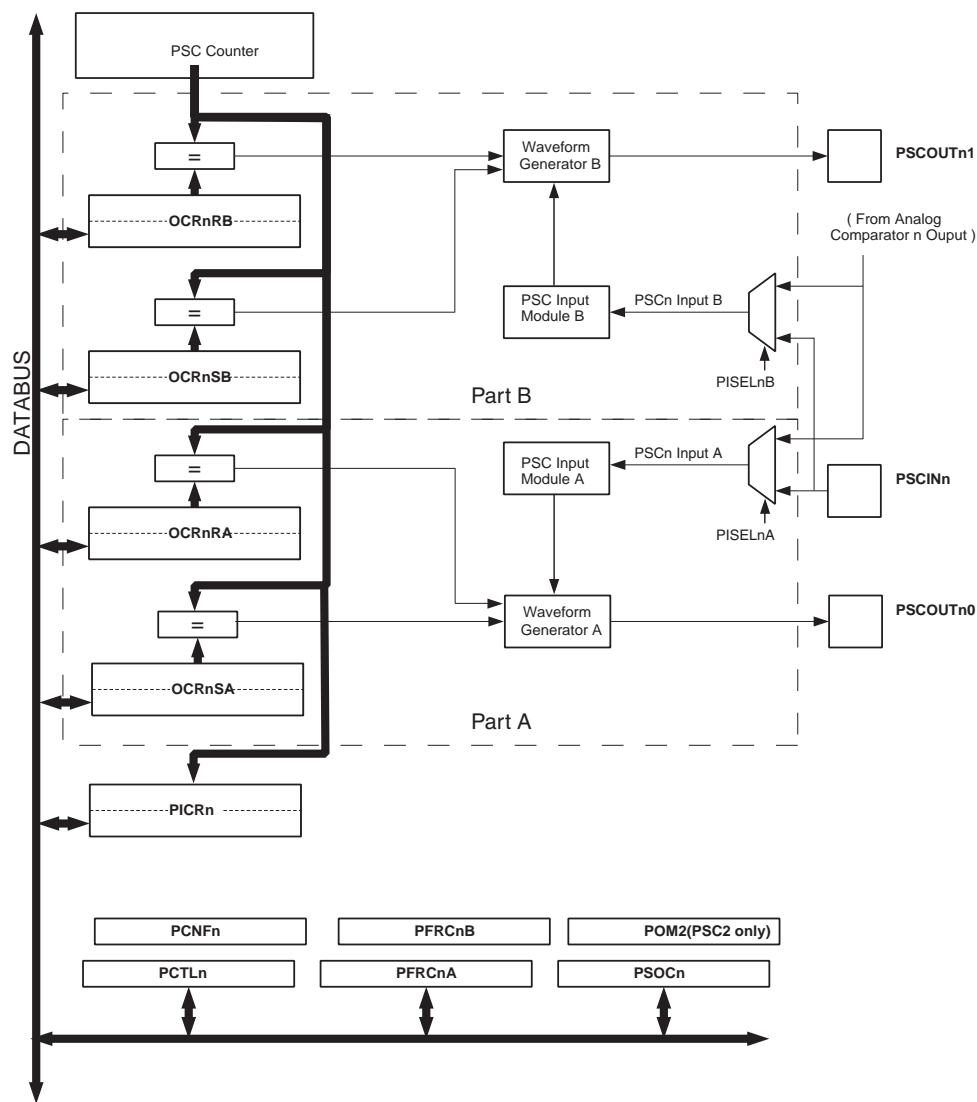 PSC Counter
=
Waveform
Generator B
PSCOUTn1
OCRnRB
( From Analog
Comparator n Ouput )
=
PSC Input
Module B
PSCn Input B
OCRnSB
PISELnB
Part B
DATABUS
=
PSC Input
Module A
PSCn Input A
PSCINn
OCRnRA
PISELnA
=
Waveform
Generator A
PSCOUTn0
OCRnSA
Part A
PICRn
PCNFn
PFRCnB
POM2(PSC2 only)
PCTLn
PFRCnA
PSOCn